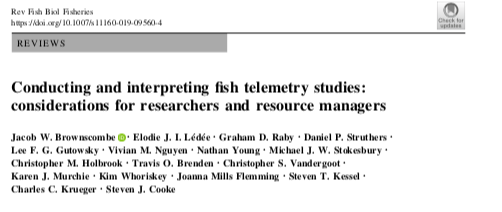 Rev Fish Biol Fisheries
https://doi.org/10.1007/s11160-019-09560-4
Check for
updates
REVIEWS
Conducting and interpreting fish telemetry studies:
considerations for researchers and resource managers
Jacob W. Brownscombe · Elodie J. I. Lédée · Graham D. Raby · Daniel P. Struthers ·
Lee F. G. Gutowsky · Vivian M. Nguyen · Nathan Young · Michael J. W. Stokesbury ·
Christopher M. Holbrook · Travis O. Brenden · Christopher S. Vandergoot ·
Karen J. Murchie · Kim Whoriskey · Joanna Mills Flemming · Steven T. Kessel ·
Charles C. Krueger · Steven J. Cooke